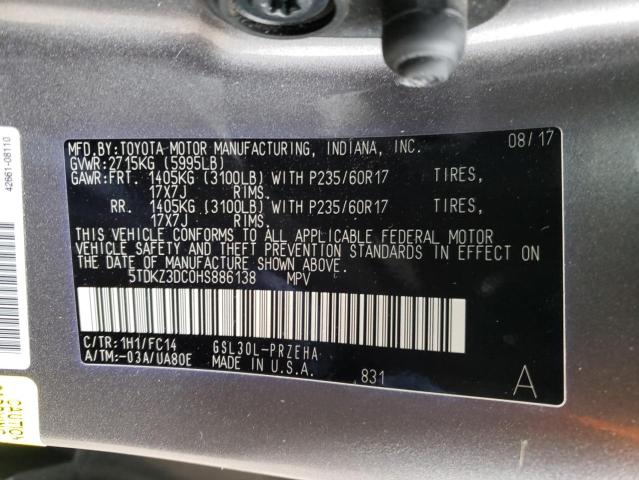 MFD.BY:TOYOTA MOTOR MANUFACTURING, INDIANA, INC. 08/17
GVWR:2715KG (5995LB)
GAWR:FRT. 1405KG (3100LB) WITH P235/60R17 TIRES,
17X7J RIMS.
RR. 1405KG (3100LB) WITH P235/60R17 TIRES,
17X7J RIMS.
THIS VEHICLE CONFORMS TO ALL APPLICABLE FEDERAL MOTOR
VEHICLE SAFETY AND THEFT PREVENTION STANDARDS IN EFFECT ON
THE DATE OF MANUFACTURE SHOWN ABOVE.
5TDKZ3DC0HS886138 MPV
C/TR:1H1/FC14 GSL30L-PRZEHA
A/TM:-03A/UA80E MADE IN U.S.A. 831 A
42661-08110
CAUTION